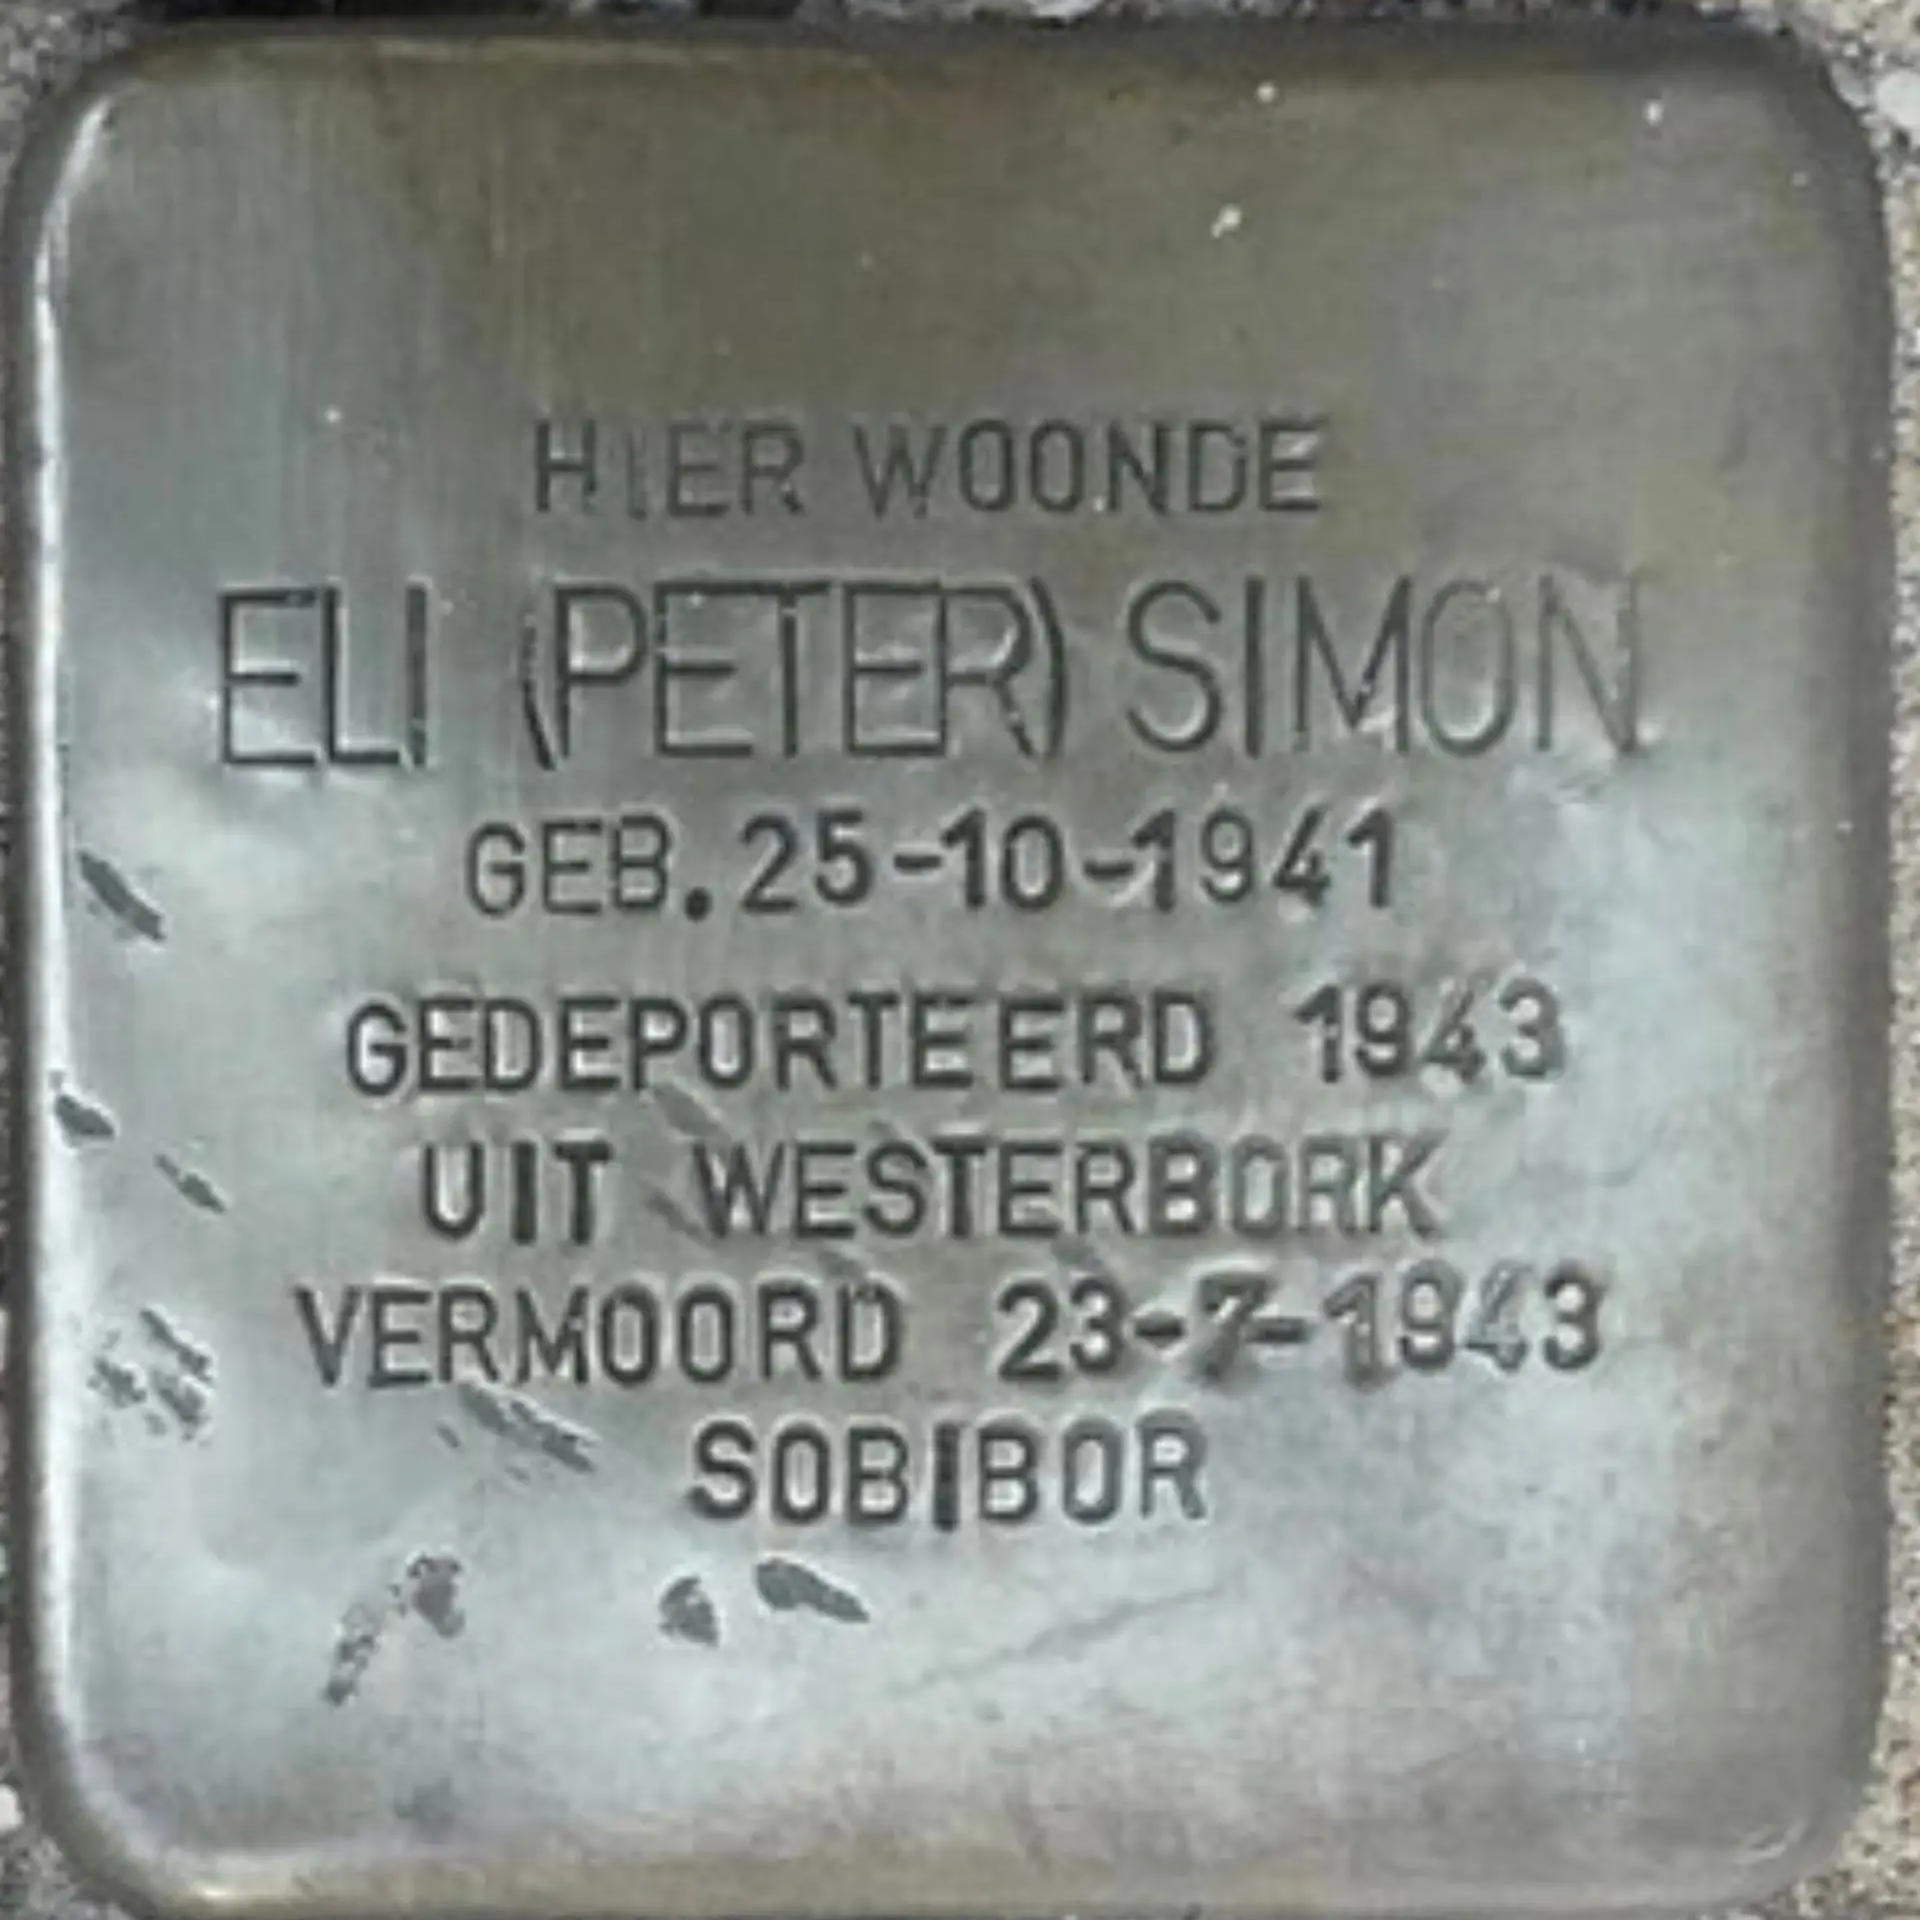 HIER WOONDE
ELI (PETER) SIMON
GEB. 25-10-1941
GEDEPORTEERD 1943
UIT WESTERBORK
VERMOORD 23-7-1943
SOBIBOR